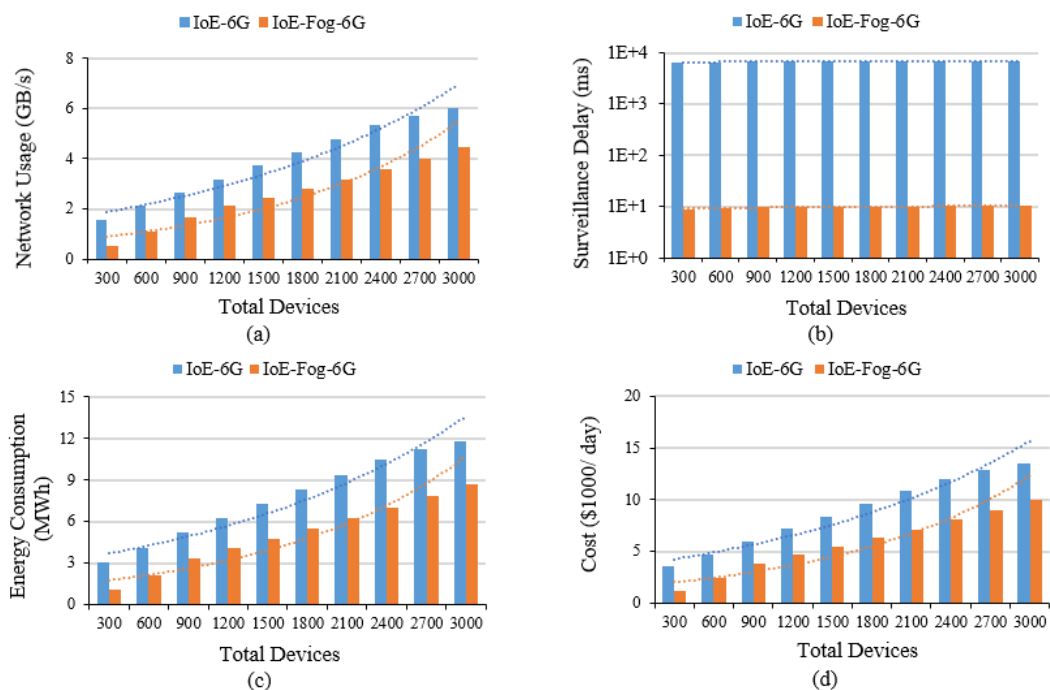 IoE-6G IoE-Fog-6G
Network Usage (GB/s)
8
6
4
2
0
300 600 900 1200 1500 1800 2100 2400 2700 3000
Total Devices
(a)
IoE-6G IoE-Fog-6G
Surveillance Delay (ms)
1E+4
1E+3
1E+2
1E+1
1E+0
300 600 900 1200 1500 1800 2100 2400 2700 3000
Total Devices
(b)
IoE-6G IoE-Fog-6G
Energy Consumption
(MWh)
15
12
9
6
3
0
300 600 900 1200 1500 1800 2100 2400 2700 3000
Total Devices
(c)
IoE-6G IoE-Fog-6G
Cost ($1000/ day)
20
15
10
5
0
300 600 900 1200 1500 1800 2100 2400 2700 3000
Total Devices
(d)